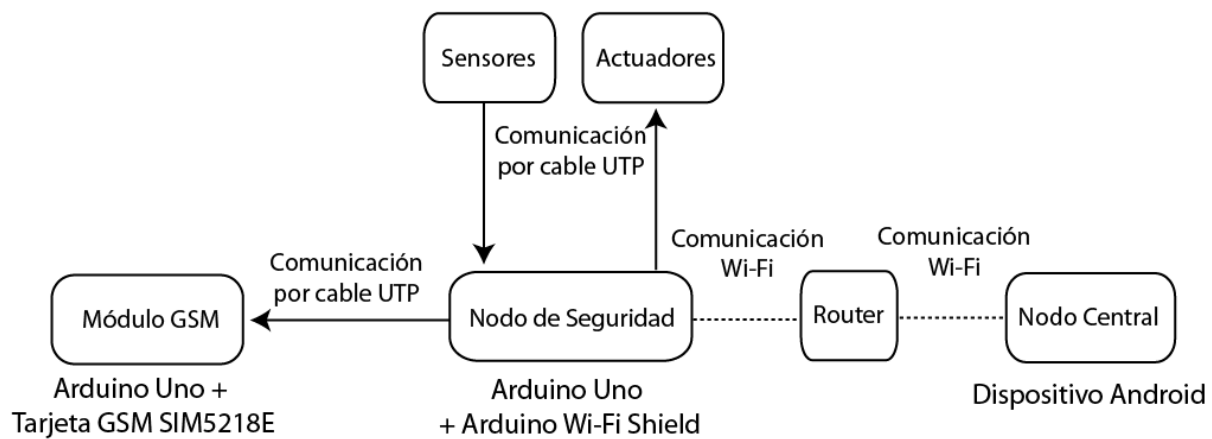 Sensores
Actuadores
Comunicación
por cable UTP
Comunicación
Wi-Fi
Comunicación
Wi-Fi
Comunicación
por cable UTP
Módulo GSM
Nodo de Seguridad
Router
Nodo Central
Arduino Uno +
Tarjeta GSM SIM5218E
Arduino Uno
+ Arduino Wi-Fi Shield
Dispositivo Android